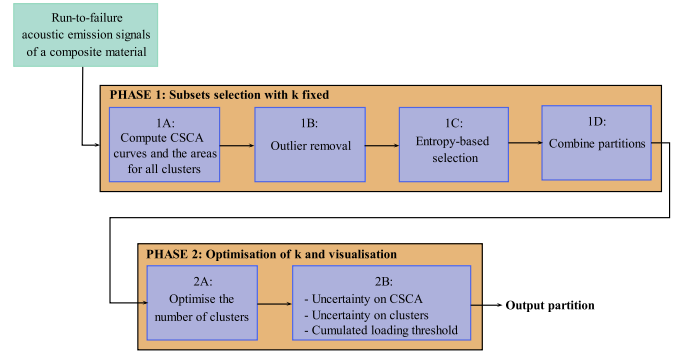 Run-to-failure
acoustic emission signals
of a composite material
PHASE 1: Subsets selection with k fixed
1A:
Compute CSCA
curves and the areas
for all clusters
1B:
Outlier removal
1C:
Entropy-based
selection
1D:
Combine partitions
PHASE 2: Optimisation of k and visualisation
2A:
Optimise the
number of clusters
2B:
- Uncertainty on CSCA
- Uncertainty on clusters
- Cumulated loading threshold
Output partition